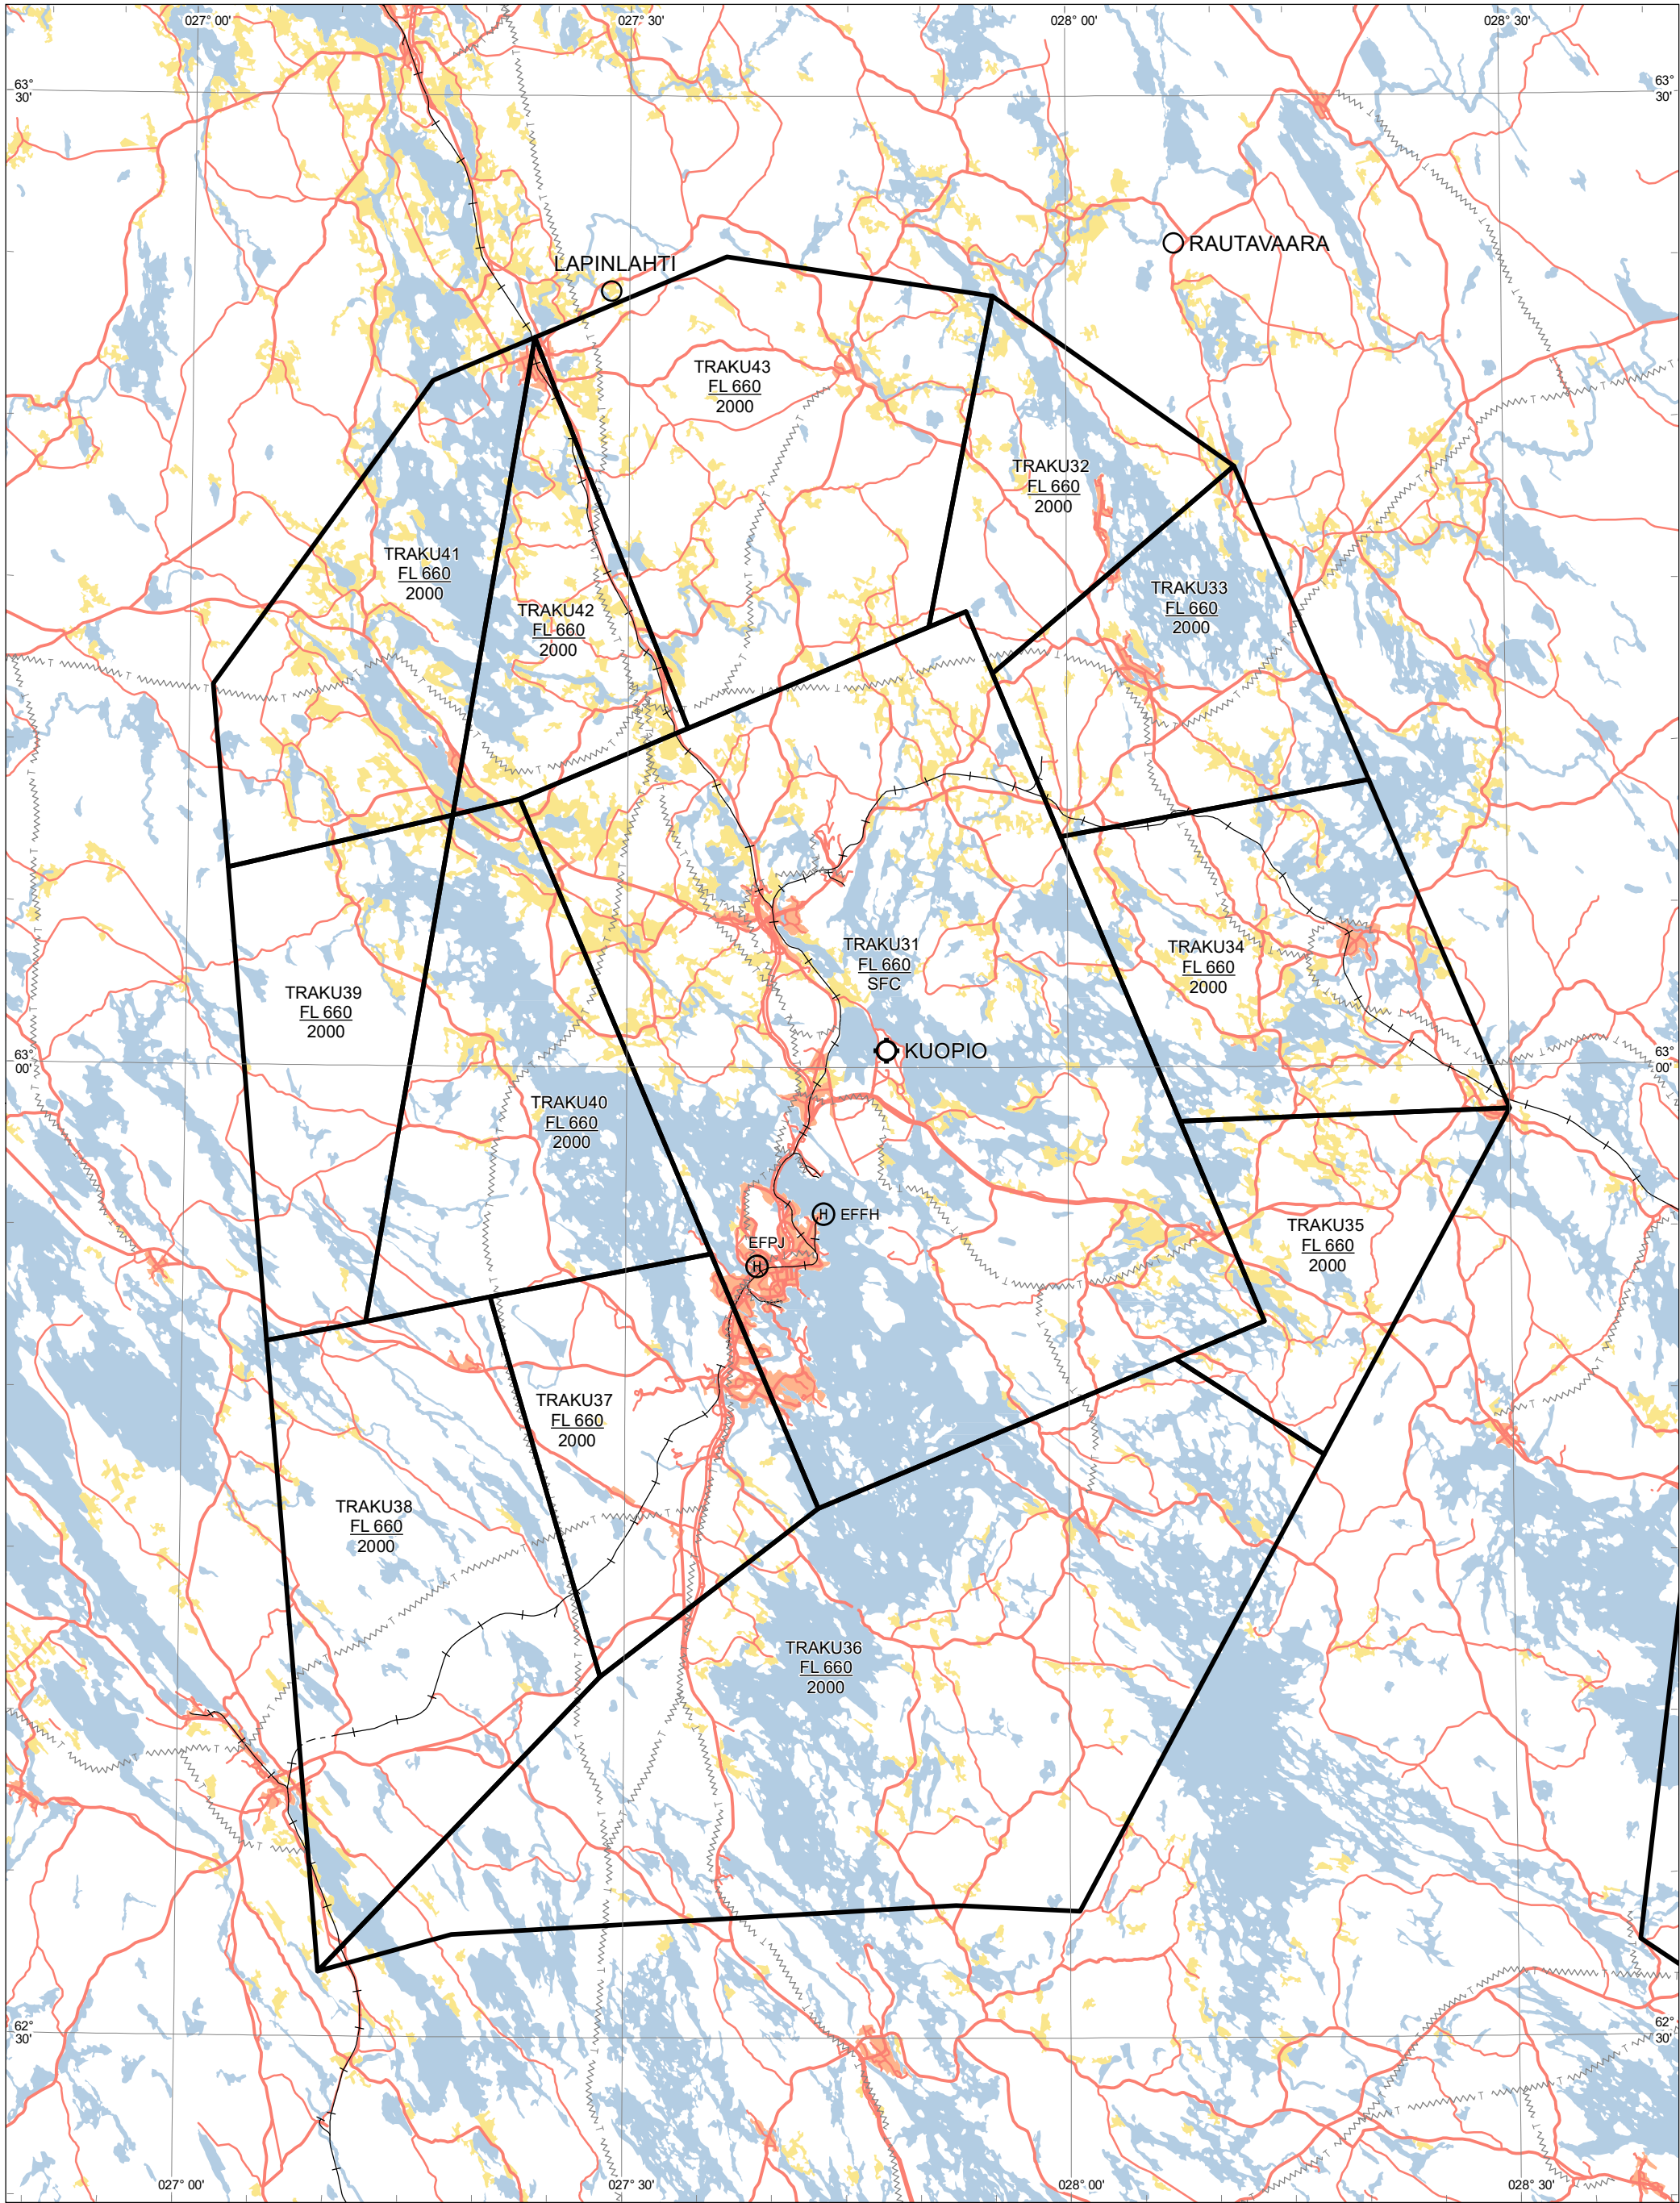 027° 00'
027° 30'
028° 00'
028° 30'
63°
30'
63°
30'
RAUTAVAARA
LAPINLAHTI
TRAKU43
FL 660
2000
TRAKU32
FL 660
2000
TRAKU41
FL 660
2000
TRAKU33
FL 660
2000
TRAKU42
FL 660
2000
TRAKU31
FL 660
SFC
TRAKU34
FL 660
2000
TRAKU39
FL 660
2000
KUOPIO
63°
00'
63°
00'
TRAKU40
FL 660
2000
H EFFH
EFPJ
H
TRAKU35
FL 660
2000
TRAKU37
FL 660
2000
TRAKU38
FL 660
2000
TRAKU36
FL 660
2000
62°
30'
62°
30'
027° 00'
027° 30'
028° 00'
028° 30'